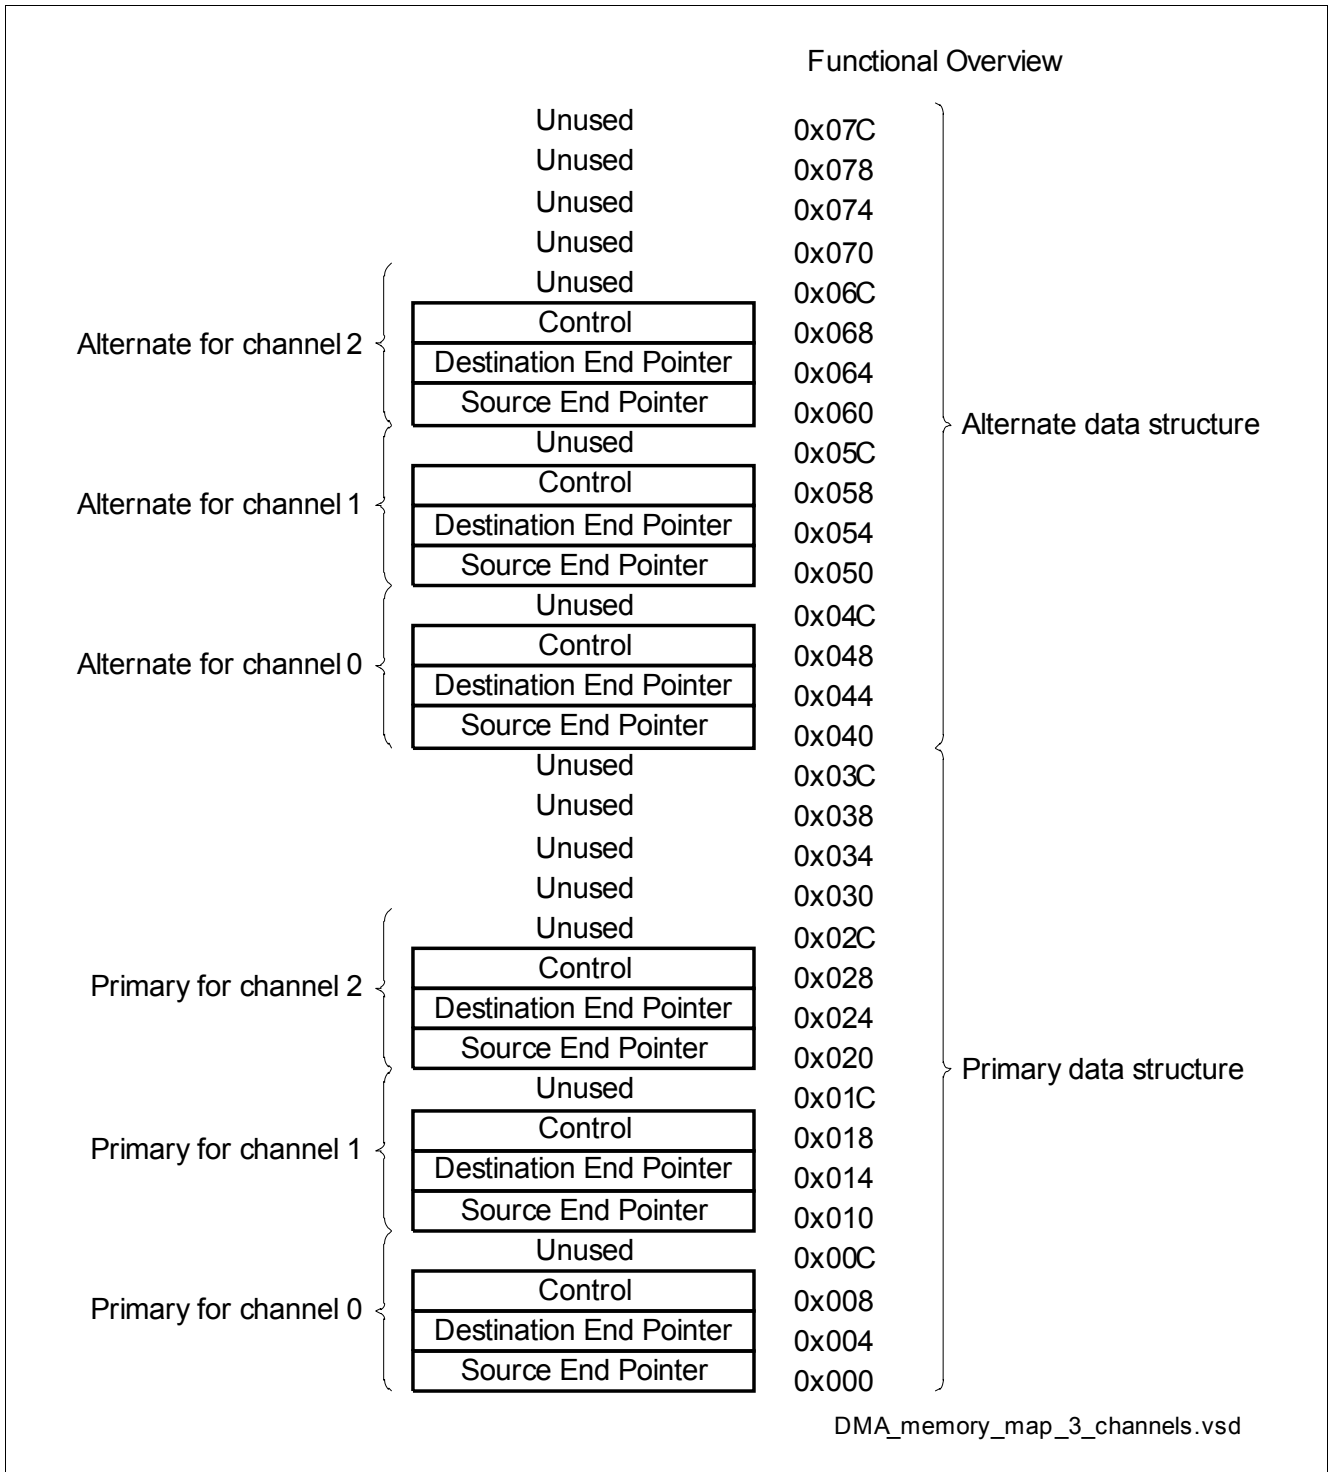 Functional Overview
Unused 0x07C
Unused 0x078
Unused 0x074
Unused 0x070
Unused 0x06C
Control 0x068
Alternate for channel 2
Destination End Pointer 0x064
Source End Pointer 0x060
Alternate data structure
Unused 0x05C
Control 0x058
Alternate for channel 1
Destination End Pointer 0x054
Source End Pointer 0x050
Unused 0x04C
Control 0x048
Alternate for channel 0
Destination End Pointer 0x044
Source End Pointer 0x040
Unused 0x03C
Unused 0x038
Unused 0x034
Unused 0x030
Unused 0x02C
Control 0x028
Primary for channel 2
Destination End Pointer 0x024
Source End Pointer 0x020
Primary data structure
Unused 0x01C
Control 0x018
Primary for channel 1
Destination End Pointer 0x014
Source End Pointer 0x010
Unused 0x00C
Control 0x008
Primary for channel 0
Destination End Pointer 0x004
Source End Pointer 0x000
DMA_memory_map_3_channels.vsd